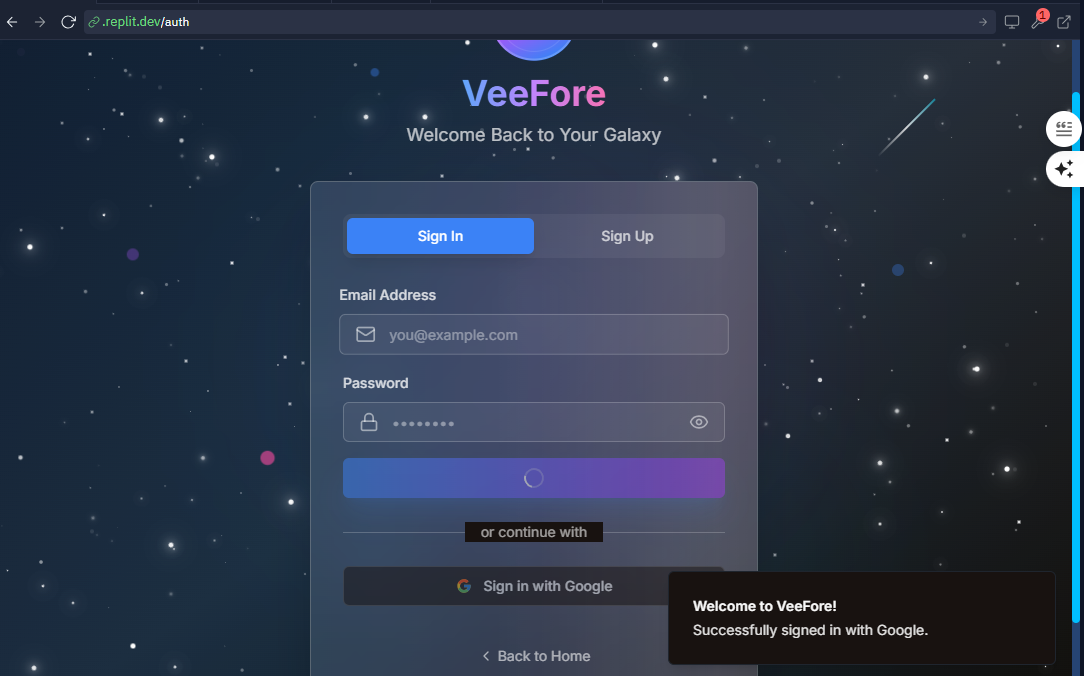 .replit.dev/auth
1
VeeFore
Welcome Back to Your Galaxy
Sign In
Sign Up
Email Address
you@example.com
Password
or continue with
Sign in with Google
Back to Home
Welcome to VeeFore!
Successfully signed in with Google.